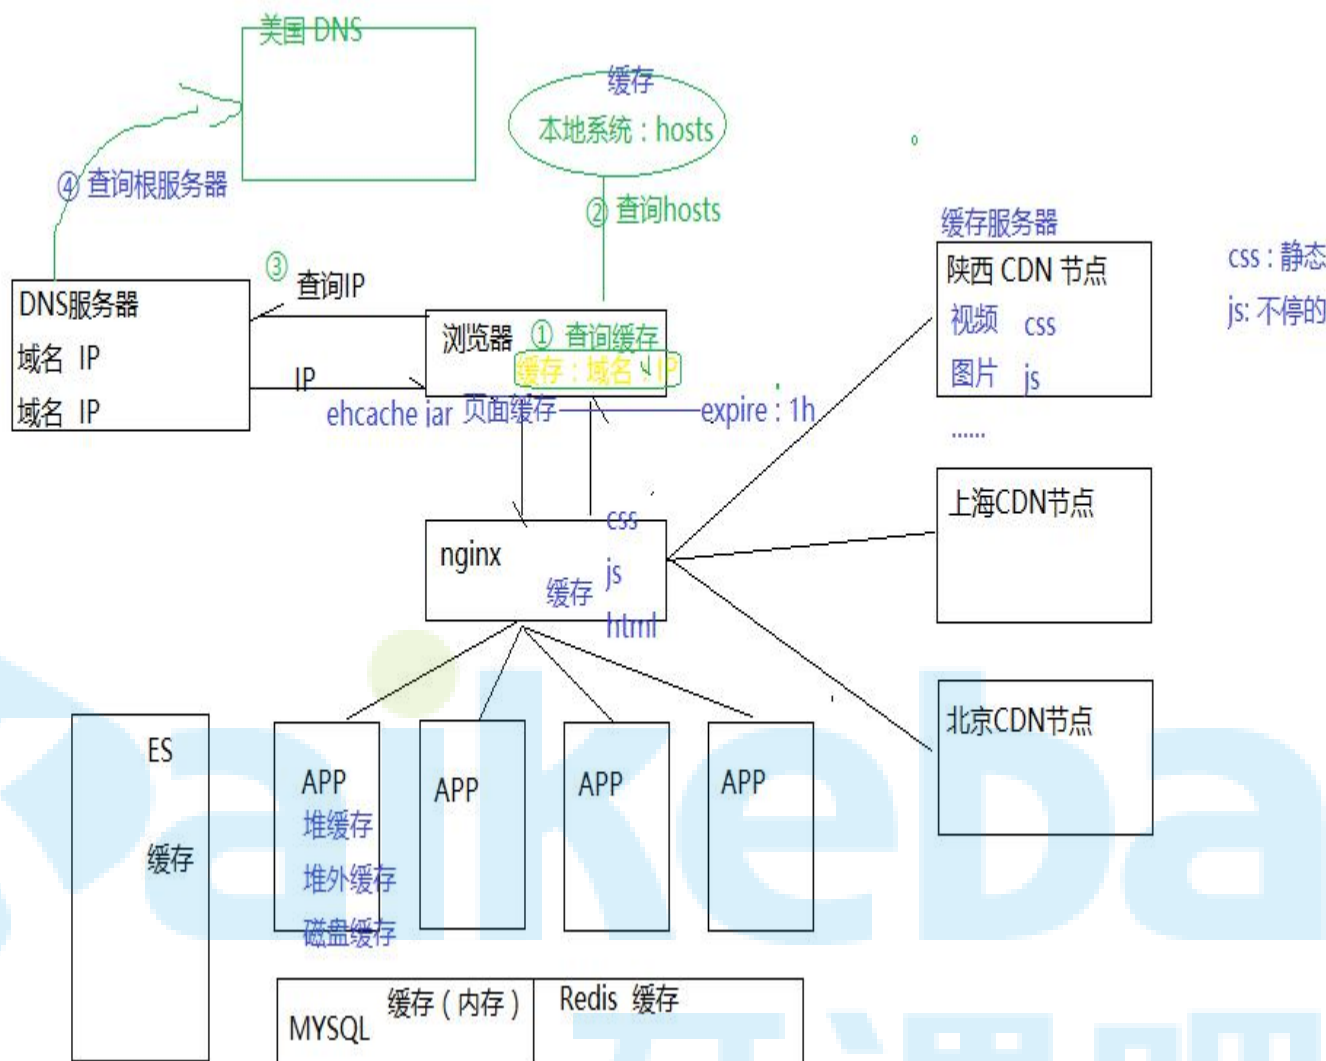 美国 DNS
缓存
本地系统：hosts
④ 查询根服务器
② 查询hosts
缓存服务器
陕西 CDN 节点
视频 css
图片 js
......
css : 静态
js: 不停的
③ 查询IP
DNS服务器
域名 IP
域名 IP
浏览器 ① 查询缓存
缓存：域名：IP
IP
ehcache jar 页面缓存
expire : 1h
上海CDN节点
nginx
缓存
css
js
html
北京CDN节点
ES
缓存
APP
堆缓存
堆外缓存
磁盘缓存
APP
APP
APP
MYSQL
缓存（内存）
Redis 缓存
aikeba